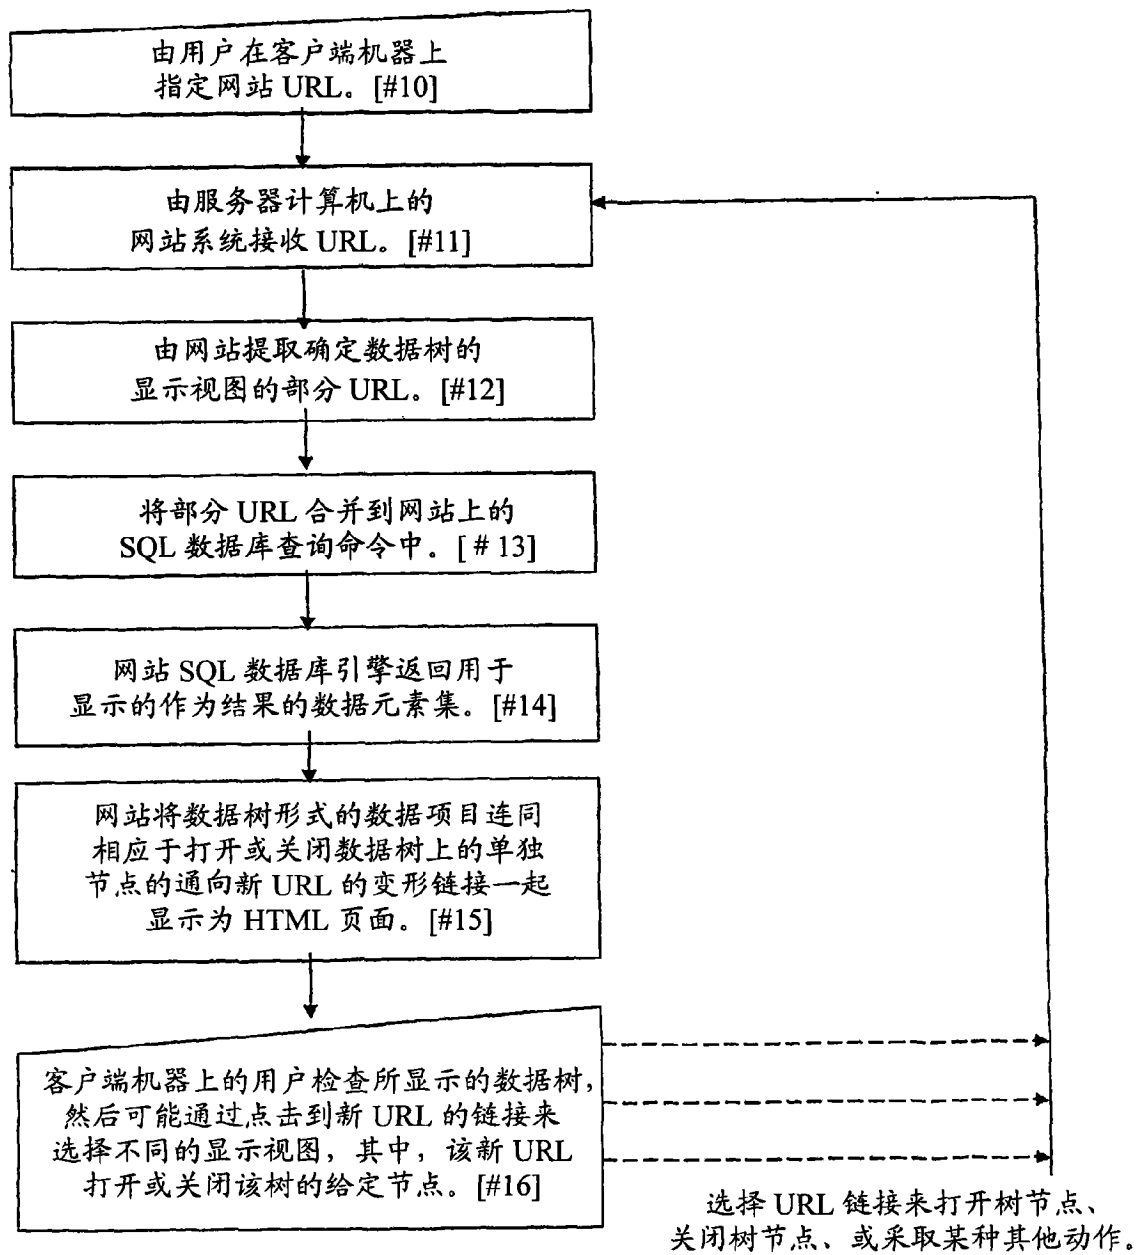 由用户在客户端机器上
指定网站 URL。[#10]
由服务器计算机上的
网站系统接收 URL。[#11]
由网站提取确定数据树的
显示视图的部分 URL。[#12]
将部分 URL 合并到网站上的
SQL 数据库查询命令中。[ # 13]
网站 SQL 数据库引擎返回用于
显示的作为结果的数据元素集。[#14]
网站将数据树形式的数据项目连同
相应于打开或关闭数据树上的单独
节点的通向新 URL 的变形链接一起
显示为 HTML 页面。[#15]
客户端机器上的用户检查所显示的数据树，
然后可能通过点击到新 URL 的链接来
选择不同的显示视图，其中，该新 URL
打开或关闭该树的给定节点。[#16]
选择 URL 链接来打开树节点、
关闭树节点、或采取某种其他动作。